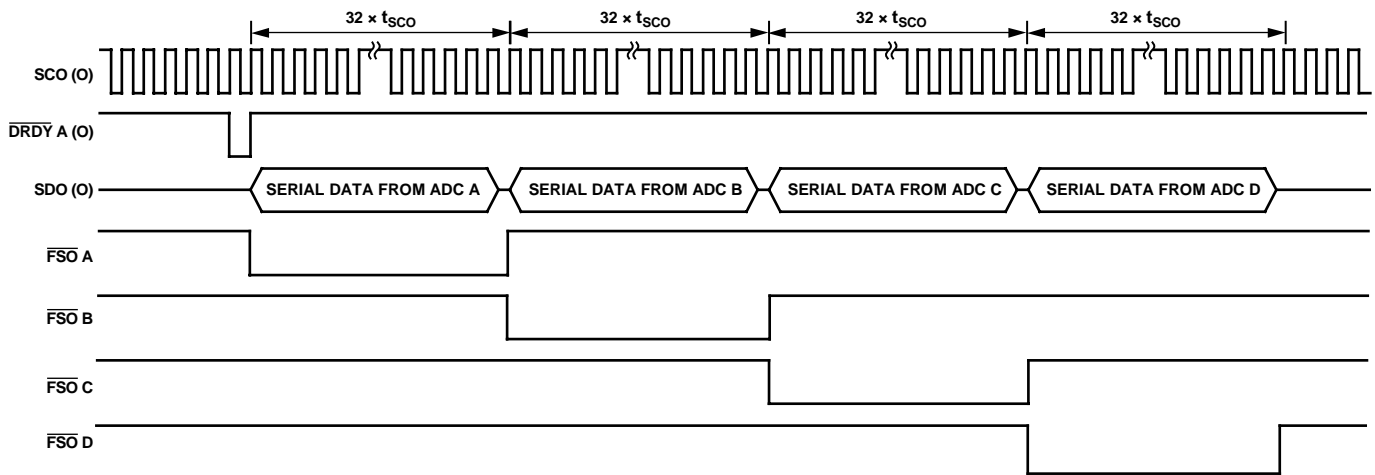 32 × tSCO 32 × tSCO 32 × tSCO 32 × tSCO
SCO (O)
DRDY A (O)
SDO (O) SERIAL DATA FROM ADC A SERIAL DATA FROM ADC B SERIAL DATA FROM ADC C SERIAL DATA FROM ADC D
FSO A
FSO B
FSO C
FSO D